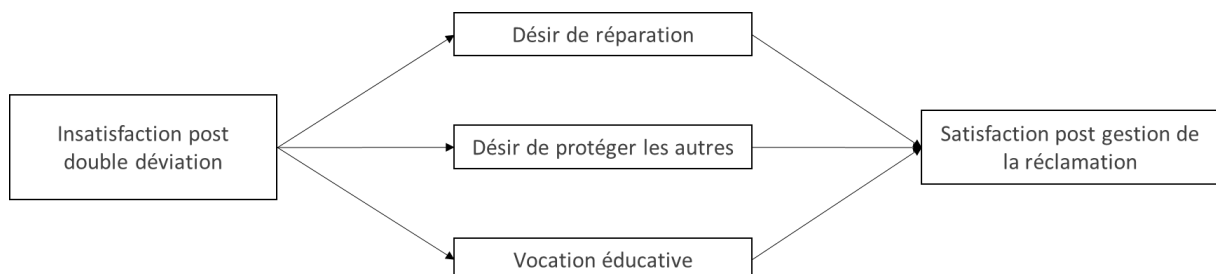 Désir de réparation
Insatisfaction post
double déviation
Désir de protéger les autres
Satisfaction post gestion de
la réclamation
Vocation éducative